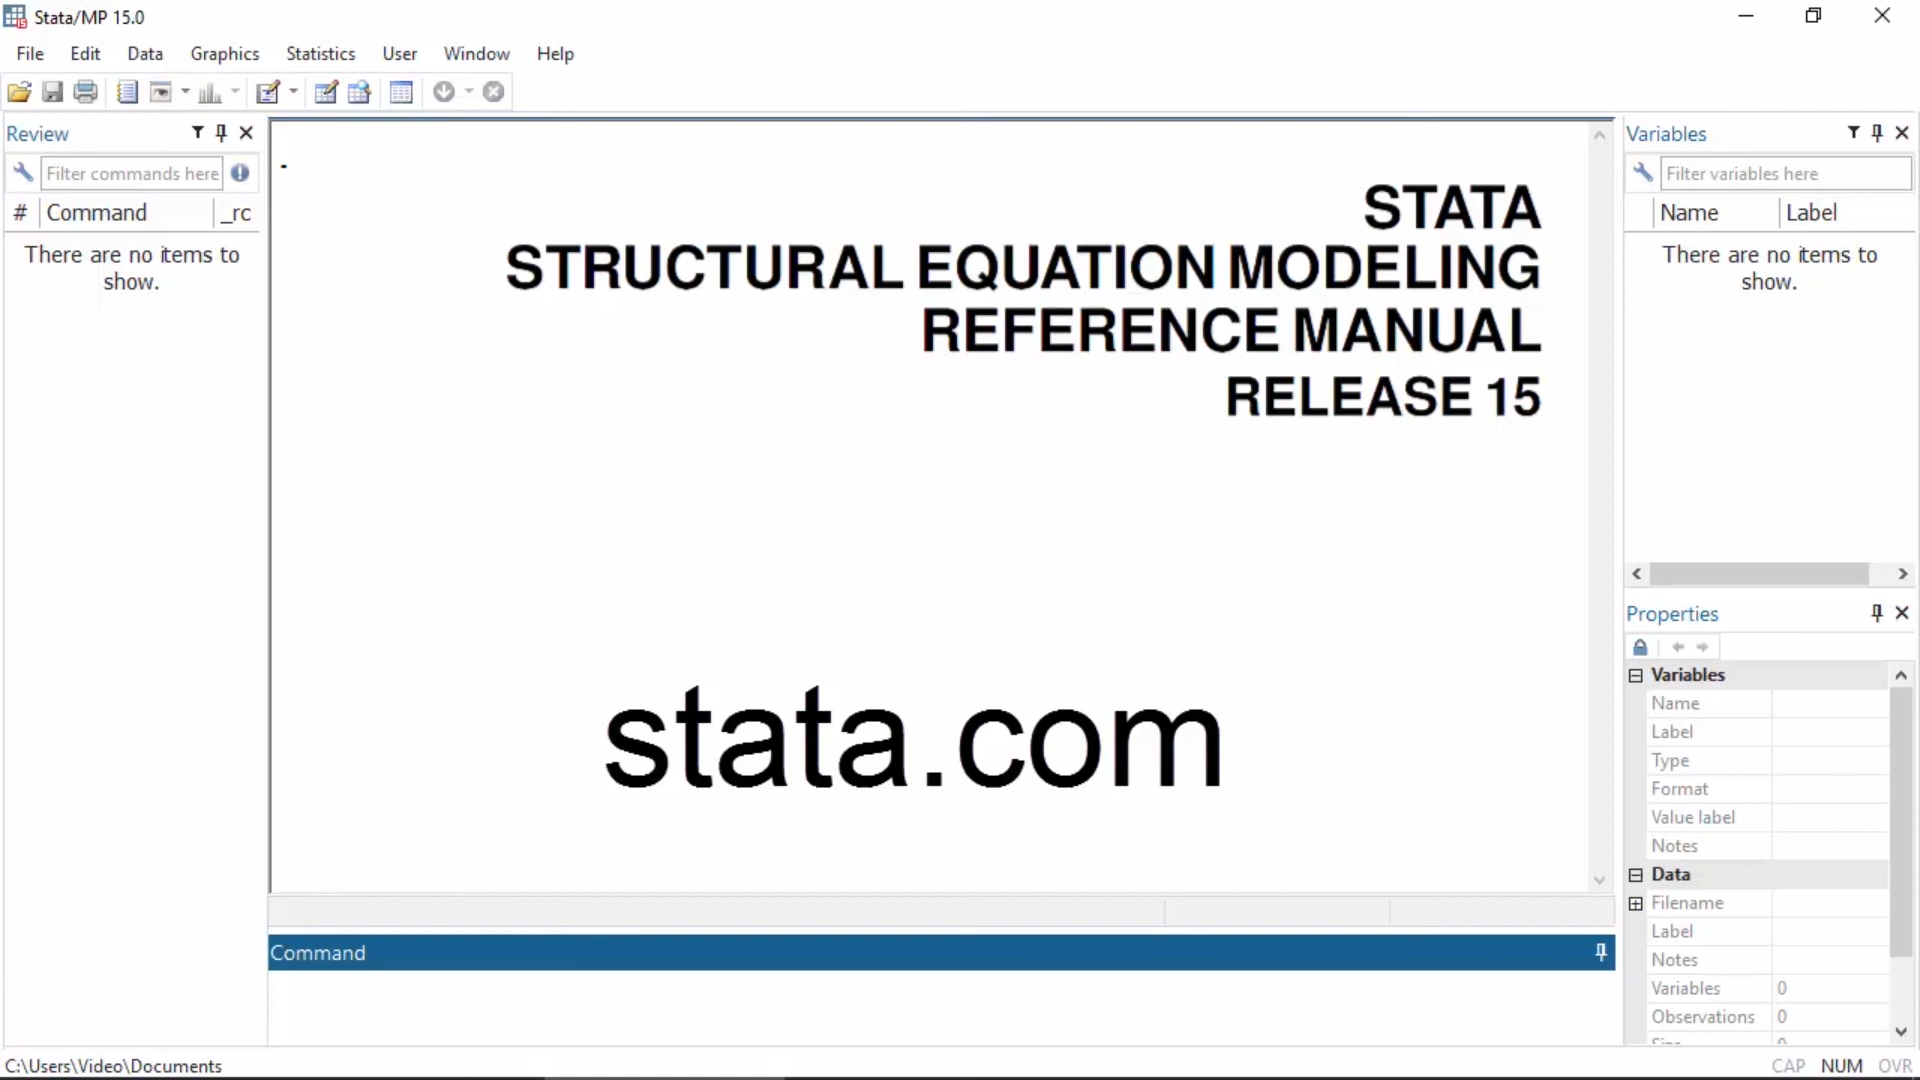 Stata/MP 15.0
File Edit Data Graphics Statistics User Window Help
Review
Filter commands here
# Command _rc
There are no items to
show.
-
STATA
STRUCTURAL EQUATION MODELING
REFERENCE MANUAL
RELEASE 15
stata.com
Command
Variables
Filter variables here
Name Label
There are no items to
show.
Properties
Variables
Name
Label
Type
Format
Value label
Notes
Data
Filename
Label
Notes
Variables 0
Observations 0
C:\Users\Video\Documents
CAP NUM OVR